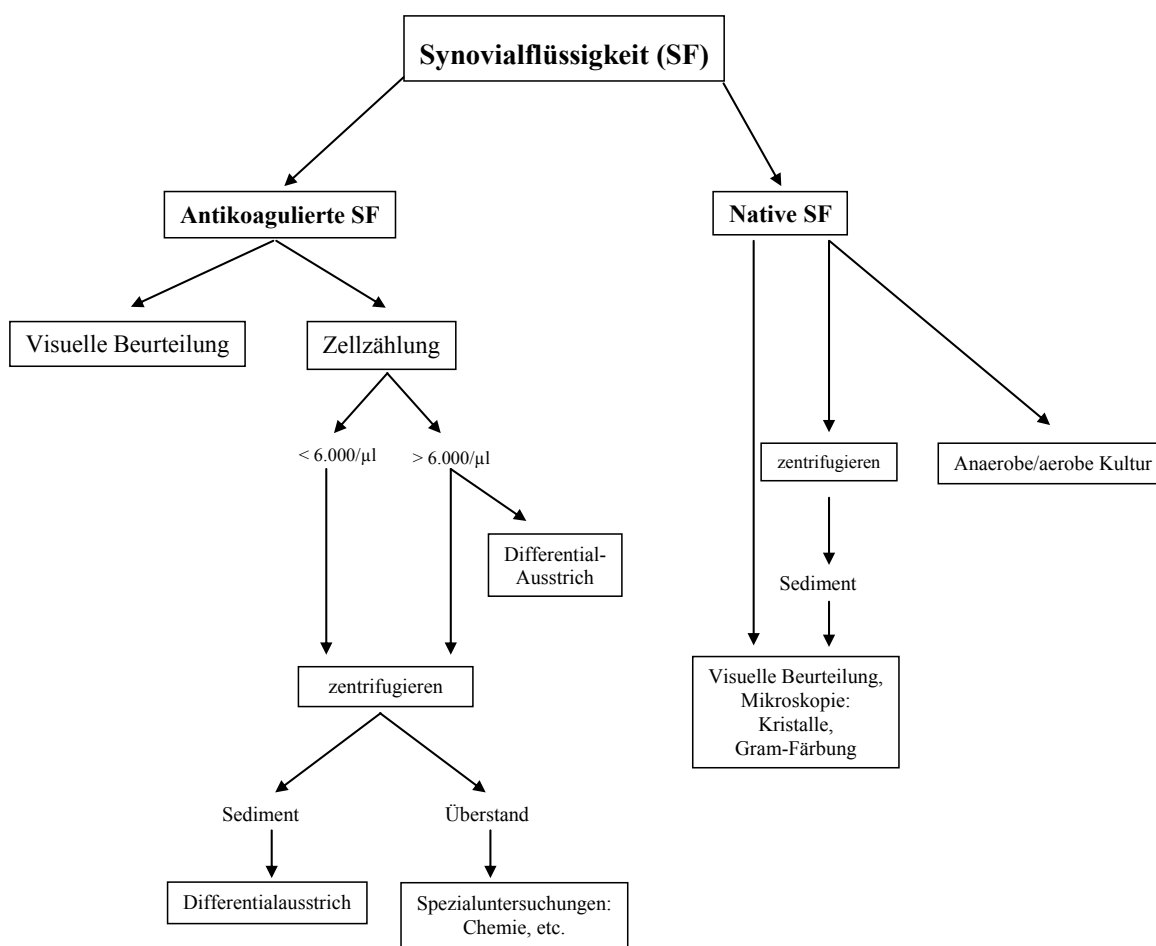 Synovialflüssigkeit (SF)
Antikoagulierte SF
Native SF
Visuelle Beurteilung
Zellzählung
< 6.000/µl
> 6.000/µl
zentrifugieren
Anaerobe/aerobe Kultur
Differential-
Ausstrich
Sediment
zentrifugieren
Visuelle Beurteilung,
Mikroskopie:
Kristalle,
Gram-Färbung
Sediment
Überstand
Differentialausstrich
Spezialuntersuchungen:
Chemie, etc.